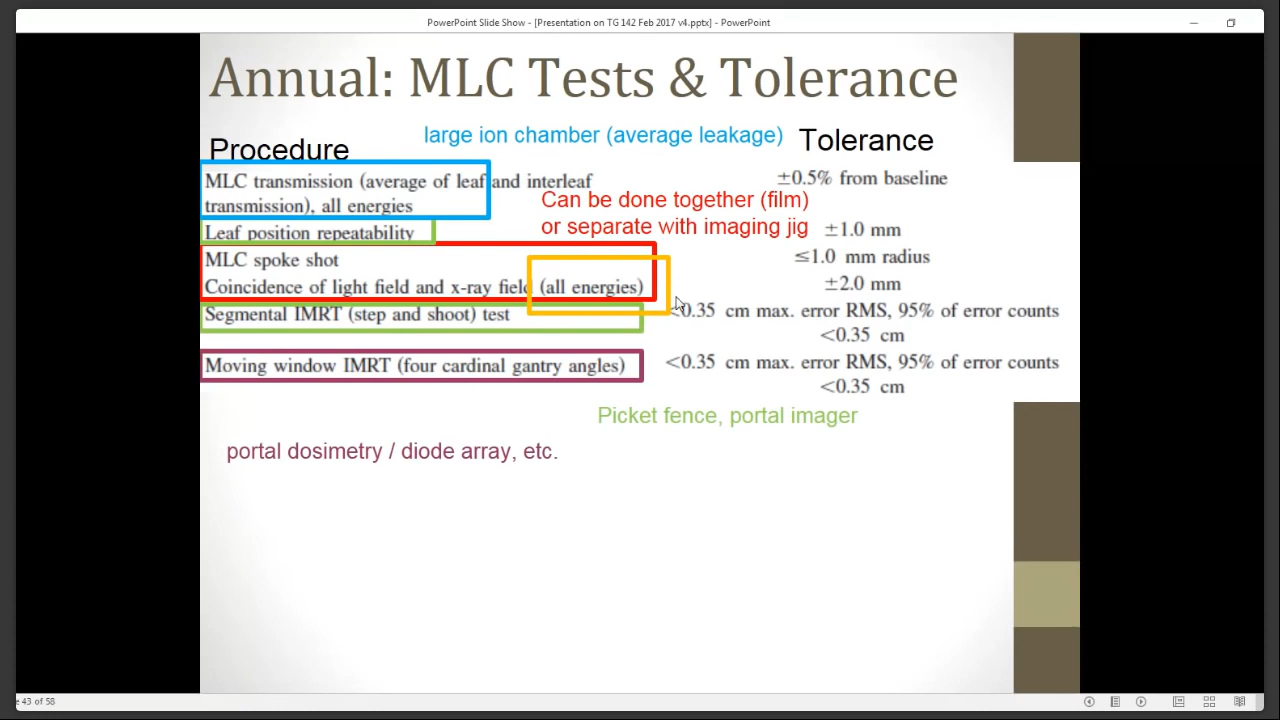 PowerPoint Slide Show - [Presentation on TG 142 Feb 2017 v4.pptx] - PowerPoint
Annual: MLC Tests & Tolerance
large ion chamber (average leakage)
Procedure
Tolerance
MLC transmission (average of leaf and interleaf
transmission), all energies
±0.5% from baseline
Can be done together (film)
or separate with imaging jig
Leaf position repeatability
±1.0 mm
MLC spoke shot
≤1.0 mm radius
Coincidence of light field and x-ray field (all energies)
±2.0 mm
Segmental IMRT (step and shoot) test
<0.35 cm max. error RMS, 95% of error counts
<0.35 cm
Moving window IMRT (four cardinal gantry angles)
<0.35 cm max. error RMS, 95% of error counts
<0.35 cm
Picket fence, portal imager
portal dosimetry / diode array, etc.
e 43 of 58